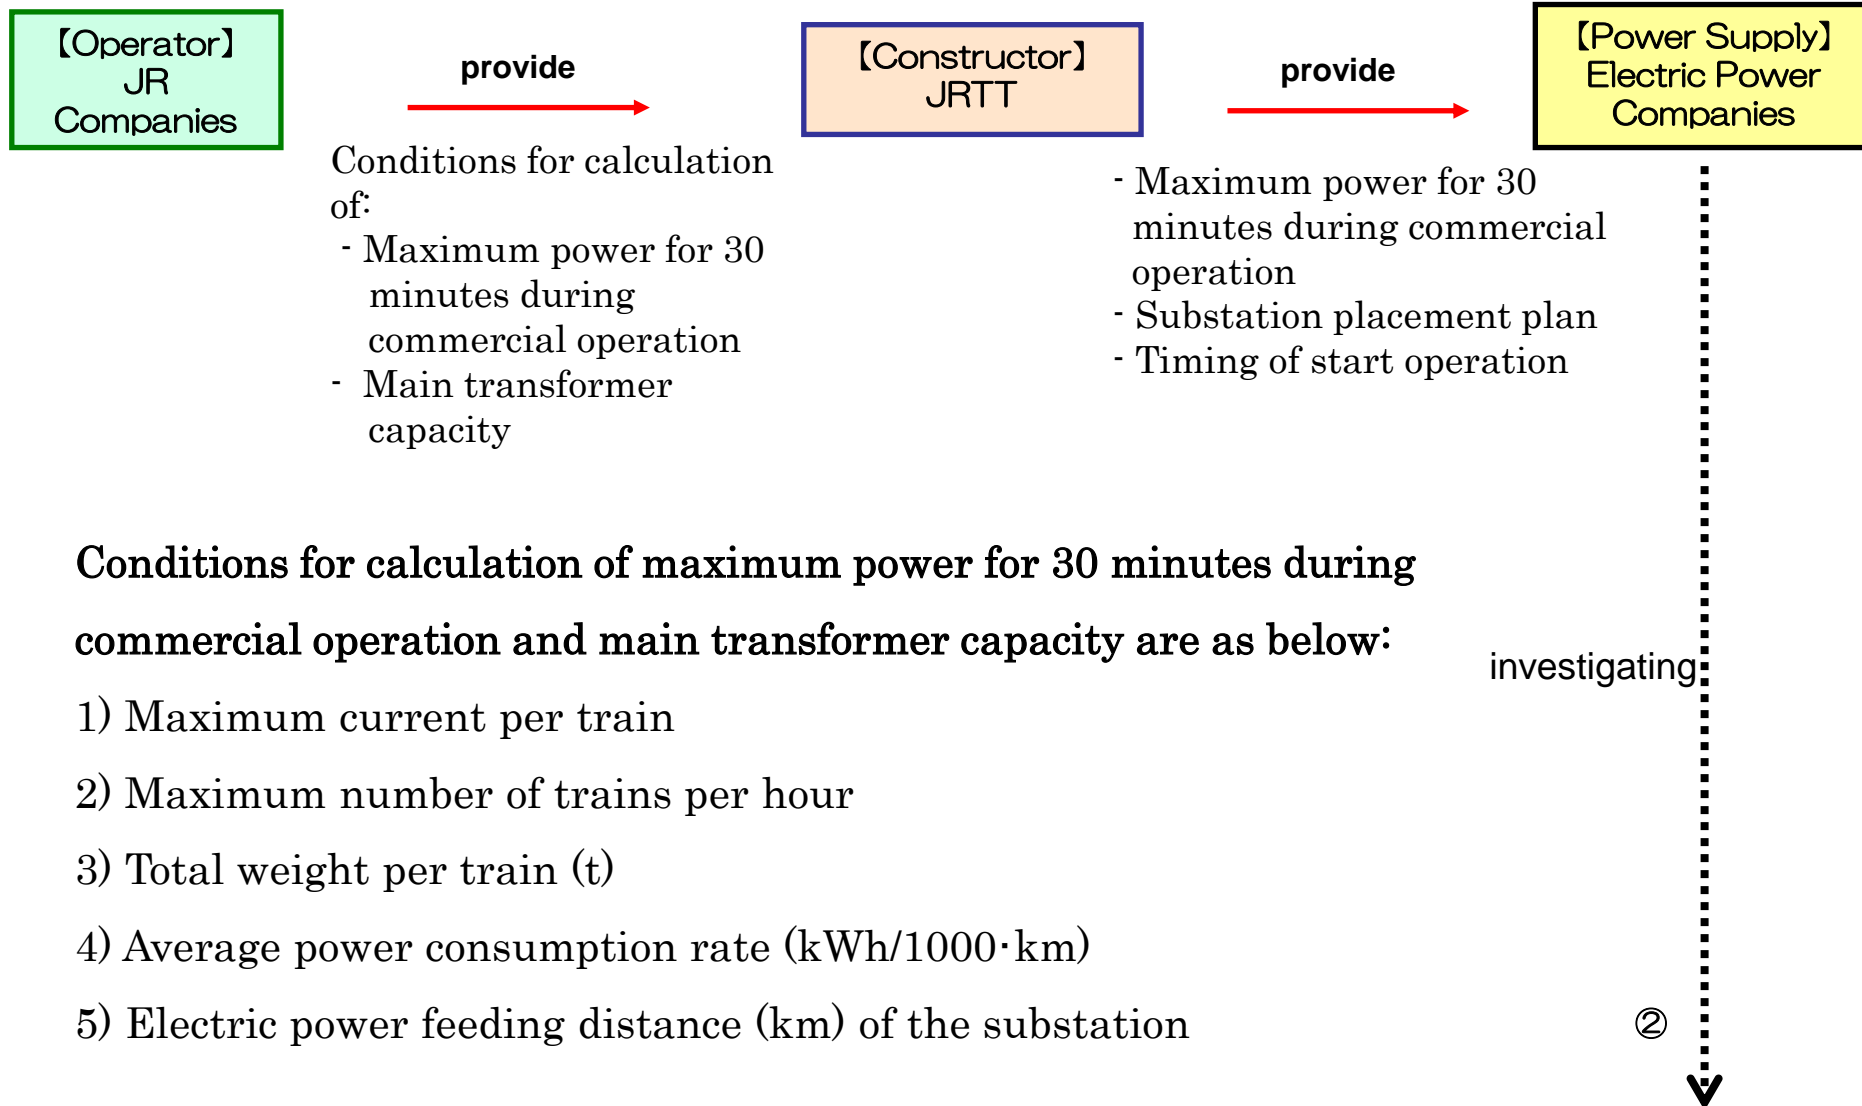 【Operator】
JR
Companies
provide
Conditions for calculation
of:
- Maximum power for 30
minutes during
commercial operation
- Main transformer
capacity
【Constructor】
JRTT
provide
- Maximum power for 30
minutes during commercial
operation
- Substation placement plan
- Timing of start operation
【Power Supply】
Electric Power
Companies
Conditions for calculation of maximum power for 30 minutes during
commercial operation and main transformer capacity are as below:
1) Maximum current per train
2) Maximum number of trains per hour
3) Total weight per train (t)
4) Average power consumption rate (kWh/1000·km)
5) Electric power feeding distance (km) of the substation
investigating
②